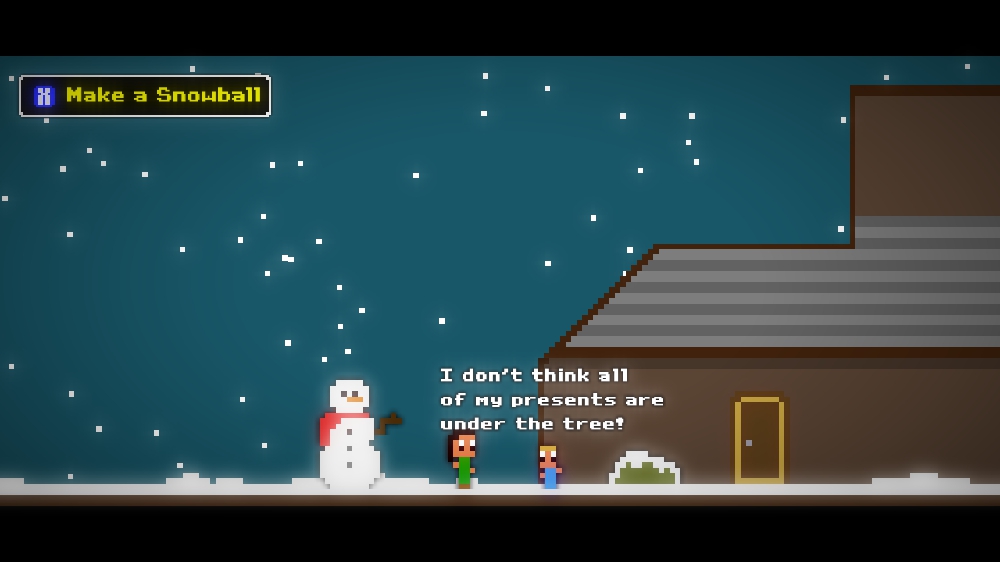 X Make a Snowball
I don't think all
of my presents are
under the tree!